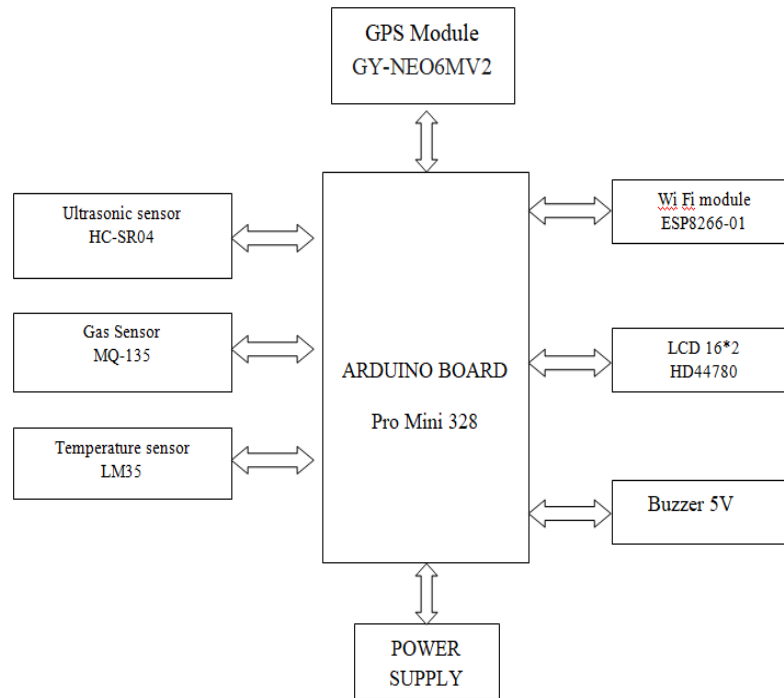 GPS Module
GY-NEO6MV2
Ultrasonic sensor
HC-SR04
Gas Sensor
MQ-135
Temperature sensor
LM35
ARDUINO BOARD
Pro Mini 328
Wi Fi module
ESP8266-01
LCD 16*2
HD44780
Buzzer 5V
POWER
SUPPLY